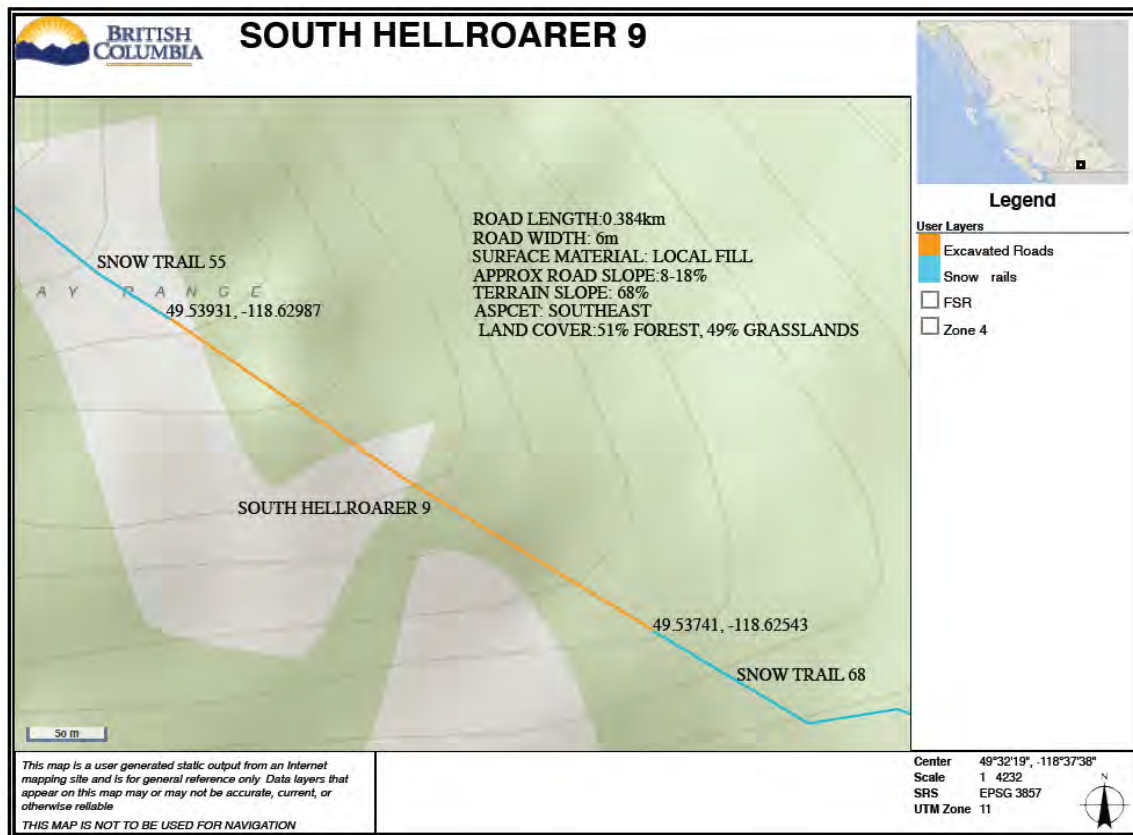 BRITISH
COLUMBIA
SOUTH HELLROARER 9
ROAD LENGTH:0.384km
ROAD WIDTH: 6m
SURFACE MATERIAL: LOCAL FILL
APPROX ROAD SLOPE:8-18%
TERRAIN SLOPE: 68%
ASPCET: SOUTHEAST
LAND COVER:51% FOREST, 49% GRASSLANDS
SNOW TRAIL 55
A Y R A N G E
49.53931, -118.62987
SOUTH HELLROARER 9
49.53741, -118.62543
SNOW TRAIL 68
50 m
Legend
User Layers
Excavated Roads
Snow rails
FSR
Zone 4
This map is a user generated static output from an Internet
mapping site and is for general reference only Data layers that
appear on this map may or may not be accurate, current, or
otherwise reliable
THIS MAP IS NOT TO BE USED FOR NAVIGATION
Center 49°32'19", -118°37'38"
Scale 1 4232
SRS EPSG 3857
UTM Zone 11
N